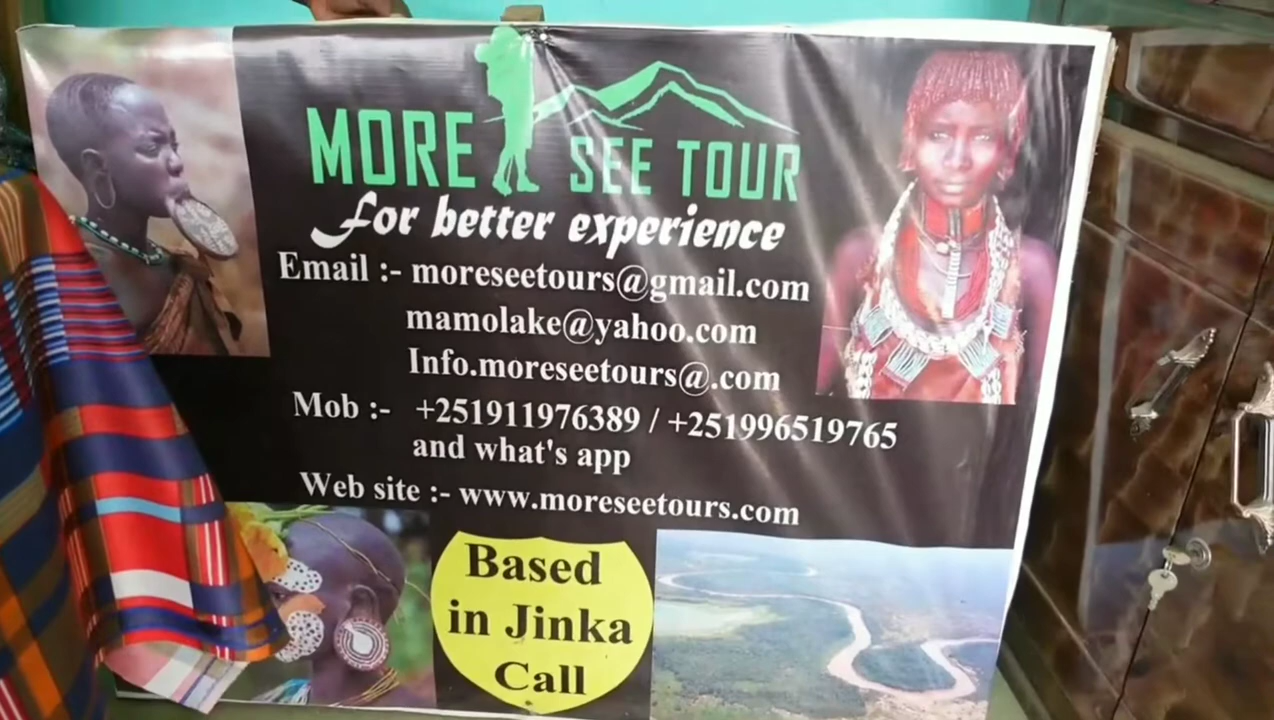 MORE SEE TOUR
for better experience
Email :- moreseetours@gmail.com
mamolake@yahoo.com
Info.moreseetours@.com
Mob :- +251911976389 / +251996519765
and what's app
Web site :- www.moreseetours.com
Based
in Jinka
Call